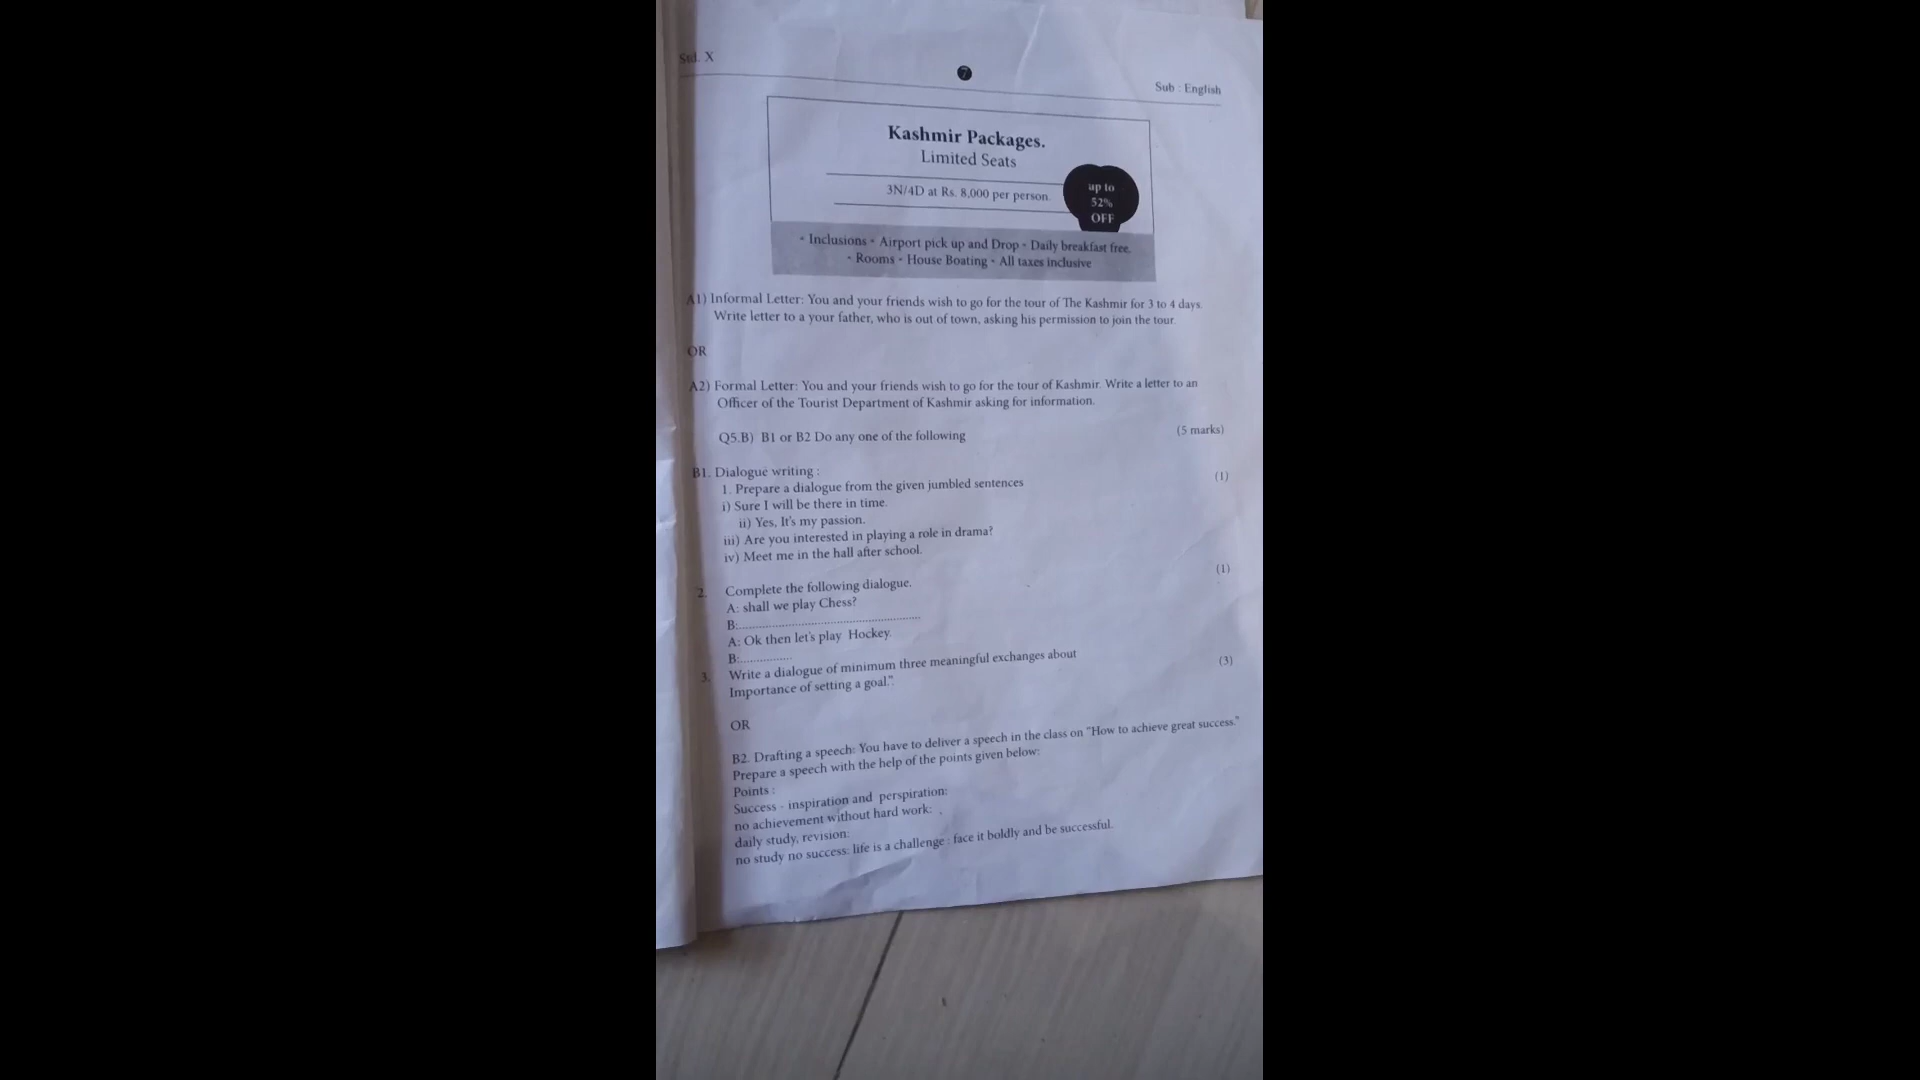 Std. X
7
Sub : English
Kashmir Packages.
Limited Seats
3N/4D at Rs. 8,000 per person
up to
52%
OFF
- Inclusions - Airport pick up and Drop - Daily breakfast free.
- Rooms - House Boating - All taxes inclusive
A1) Informal Letter: You and your friends wish to go for the tour of The Kashmir for 3 to 4 days.
Write letter to a your father, who is out of town, asking his permission to join the tour.
OR
A2) Formal Letter: You and your friends wish to go for the tour of Kashmir. Write a letter to an
Officer of the Tourist Department of Kashmir asking for information.
Q5.B) B1 or B2 Do any one of the following (5 marks)
B1. Dialogue writing :
1. Prepare a dialogue from the given jumbled sentences (1)
i) Sure I will be there in time.
ii) Yes, It's my passion.
iii) Are you interested in playing a role in drama?
iv) Meet me in the hall after school.
2. Complete the following dialogue. (1)
A: shall we play Chess?
B:............................................................
A: Ok then let's play Hockey.
B:................
3. Write a dialogue of minimum three meaningful exchanges about (3)
Importance of setting a goal.".
OR
B2. Drafting a speech: You have to deliver a speech in the class on "How to achieve great success."
Prepare a speech with the help of the points given below:
Points :
Success - inspiration and perspiration:
no achievement without hard work:
daily study, revision:
no study no success: life is a challenge : face it boldly and be successful.